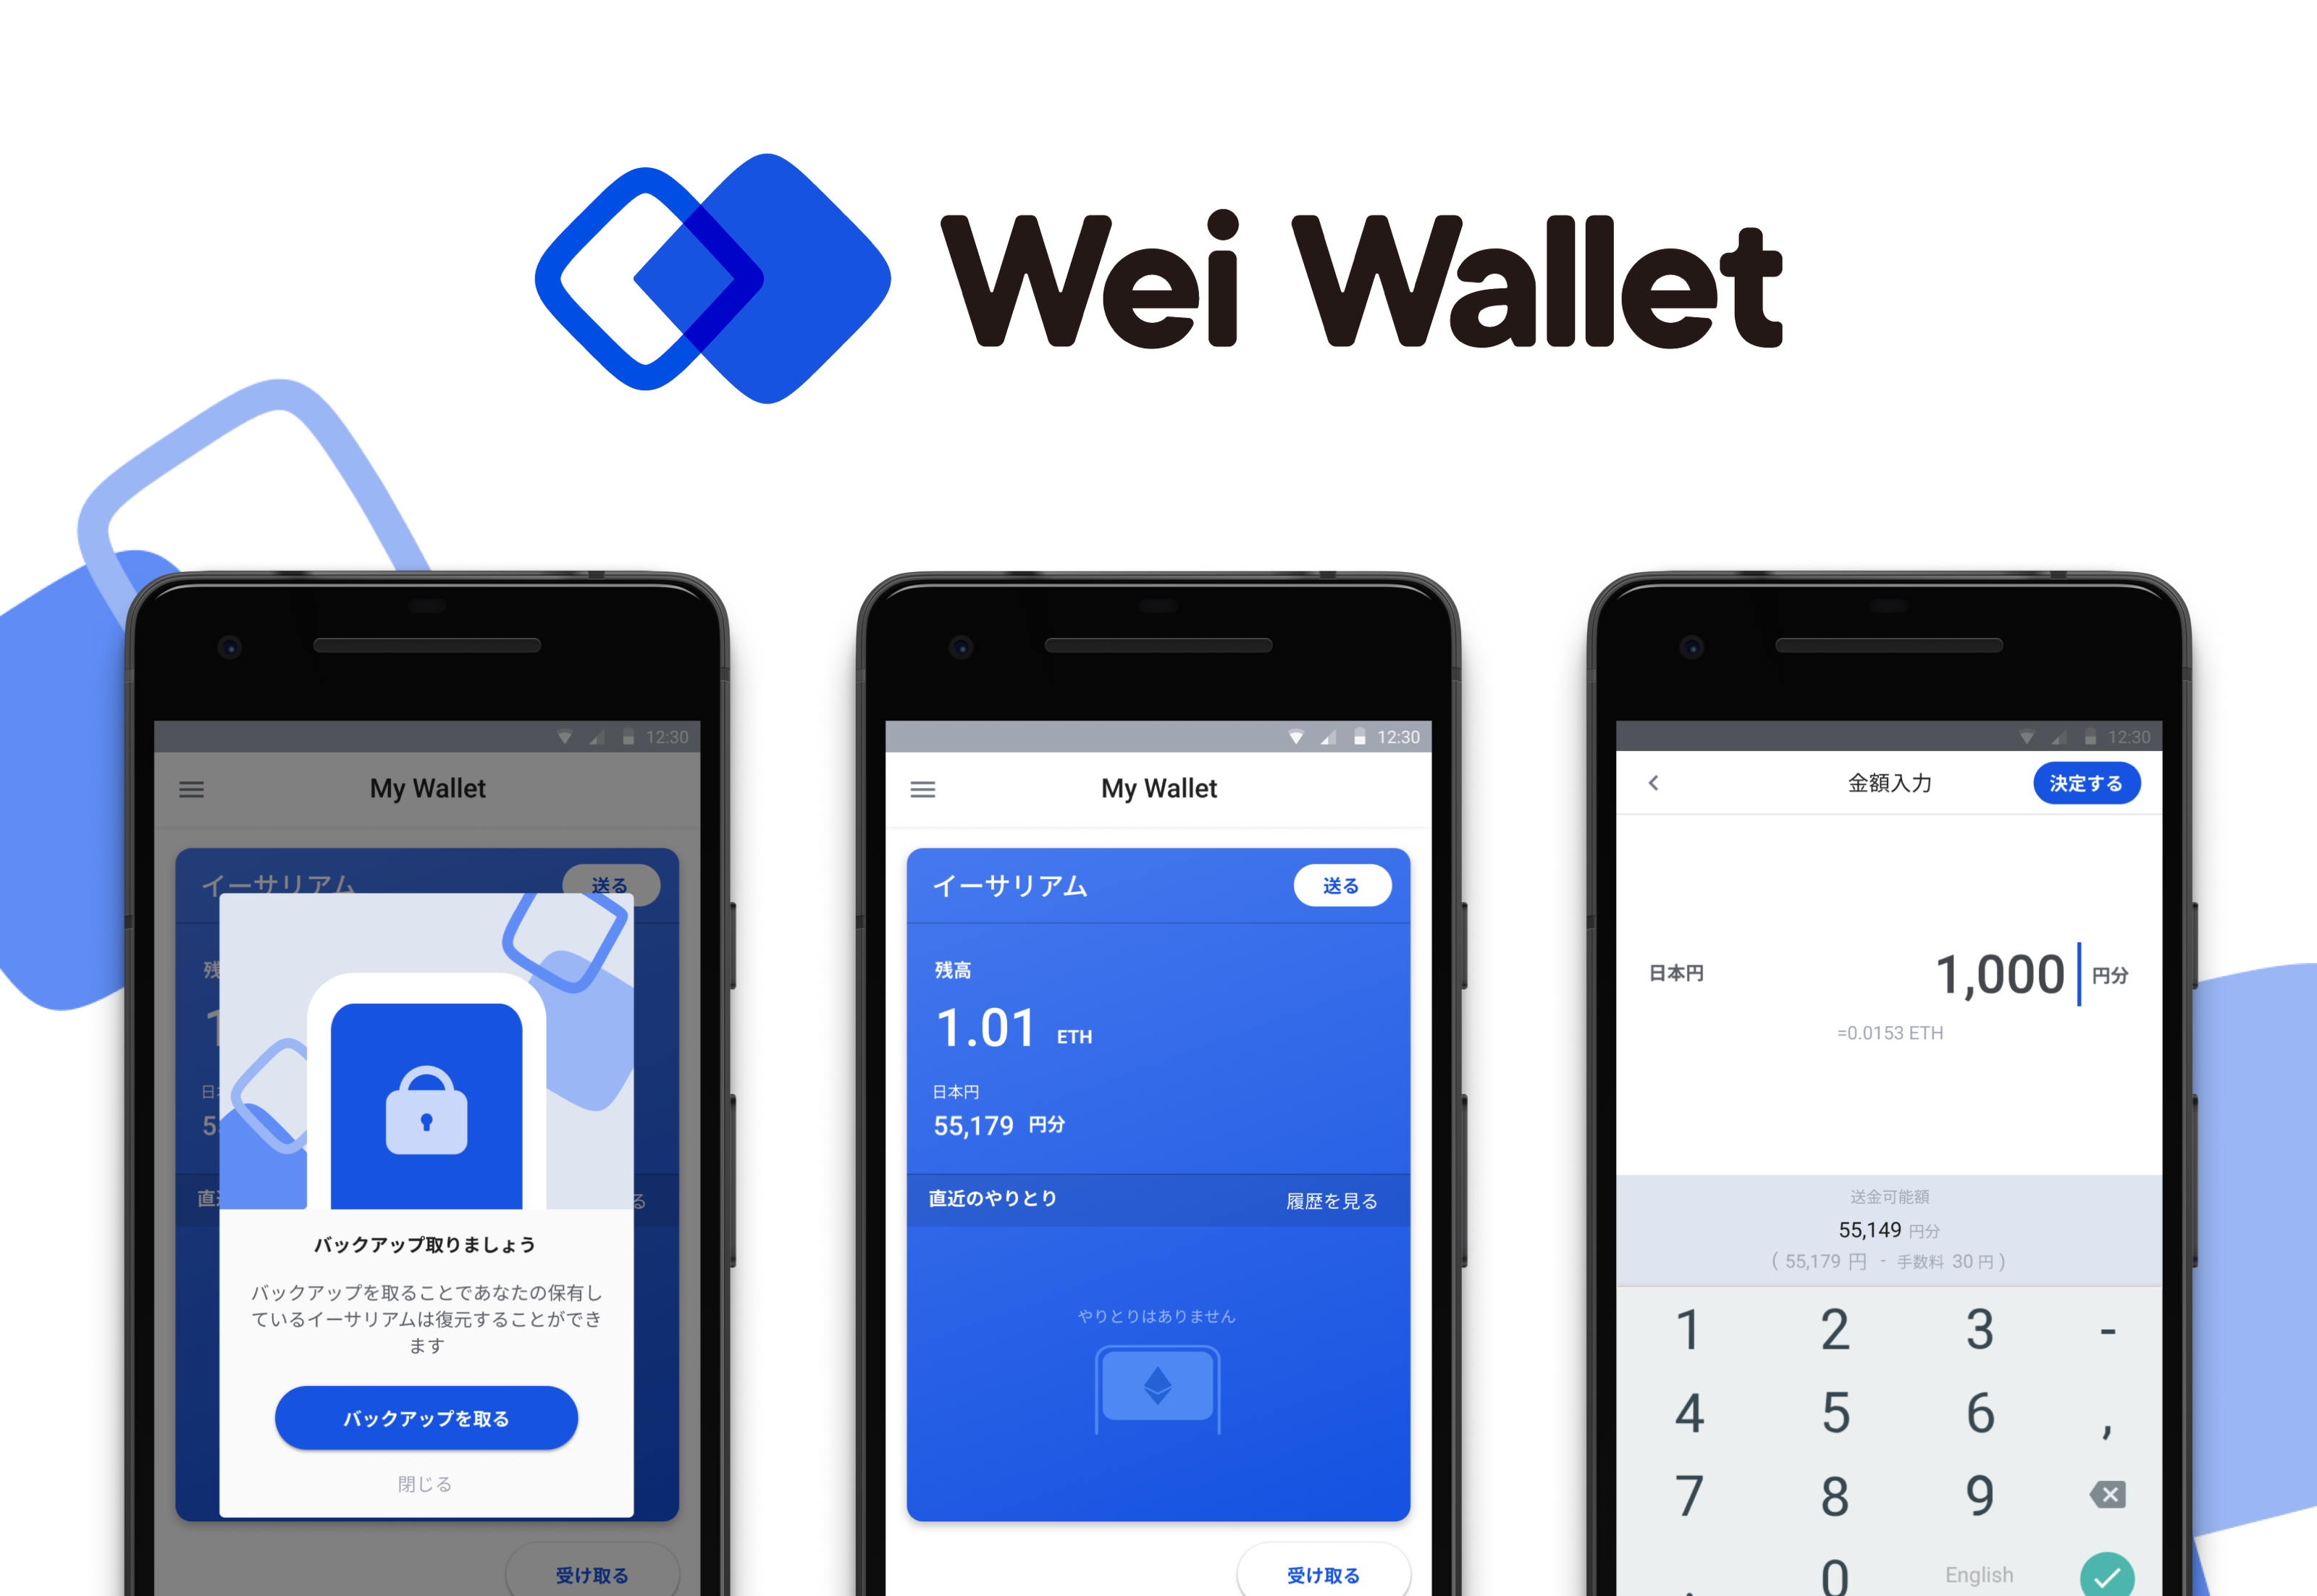 Wei Wallet
12:30
My Wallet
イーサリアム
送る
バックアップ取りましょう
バックアップを取ることであなたの保有し
ているイーサリアムは復元することができ
ます
バックアップを取る
閉じる
受け取る
12:30
My Wallet
イーサリアム
送る
残高
1.01 ETH
日本円
55,179 円分
直近のやりとり
履歴を見る
やりとりはありません
受け取る
12:30
金額入力
決定する
日本円
1,000 円分
=0.0153 ETH
送金可能額
55,149 円分
( 55,179 円 - 手数料 30 円 )
1 2 3 -
4 5 6 ,
7 8 9
. 0 English